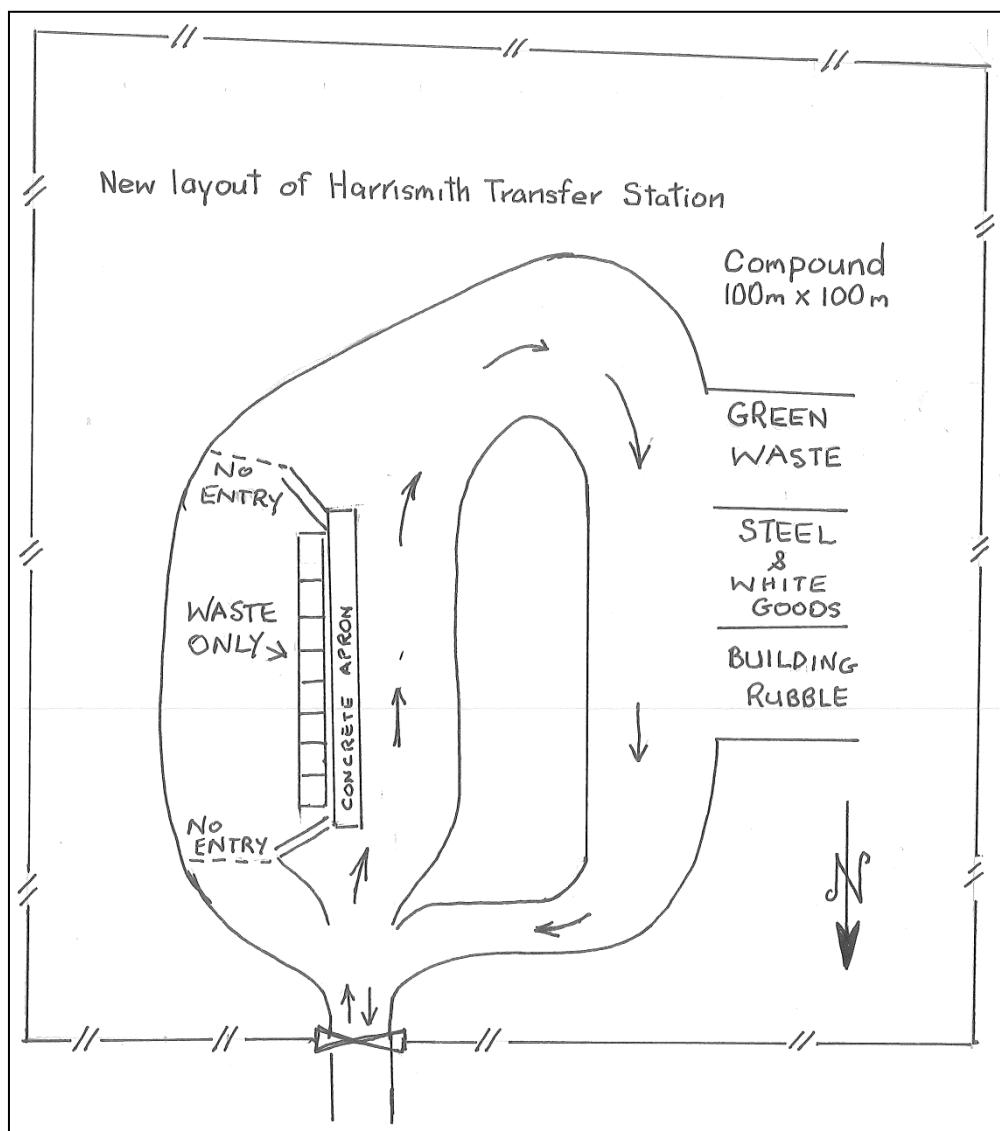 New layout of Harrismith Transfer Station
Compound
100m x 100m
GREEN
WASTE
NO
ENTRY
STEEL
&
WHITE
GOODS
WASTE
ONLY
CONCRETE APRON
BUILDING
RUBBLE
NO
ENTRY
N